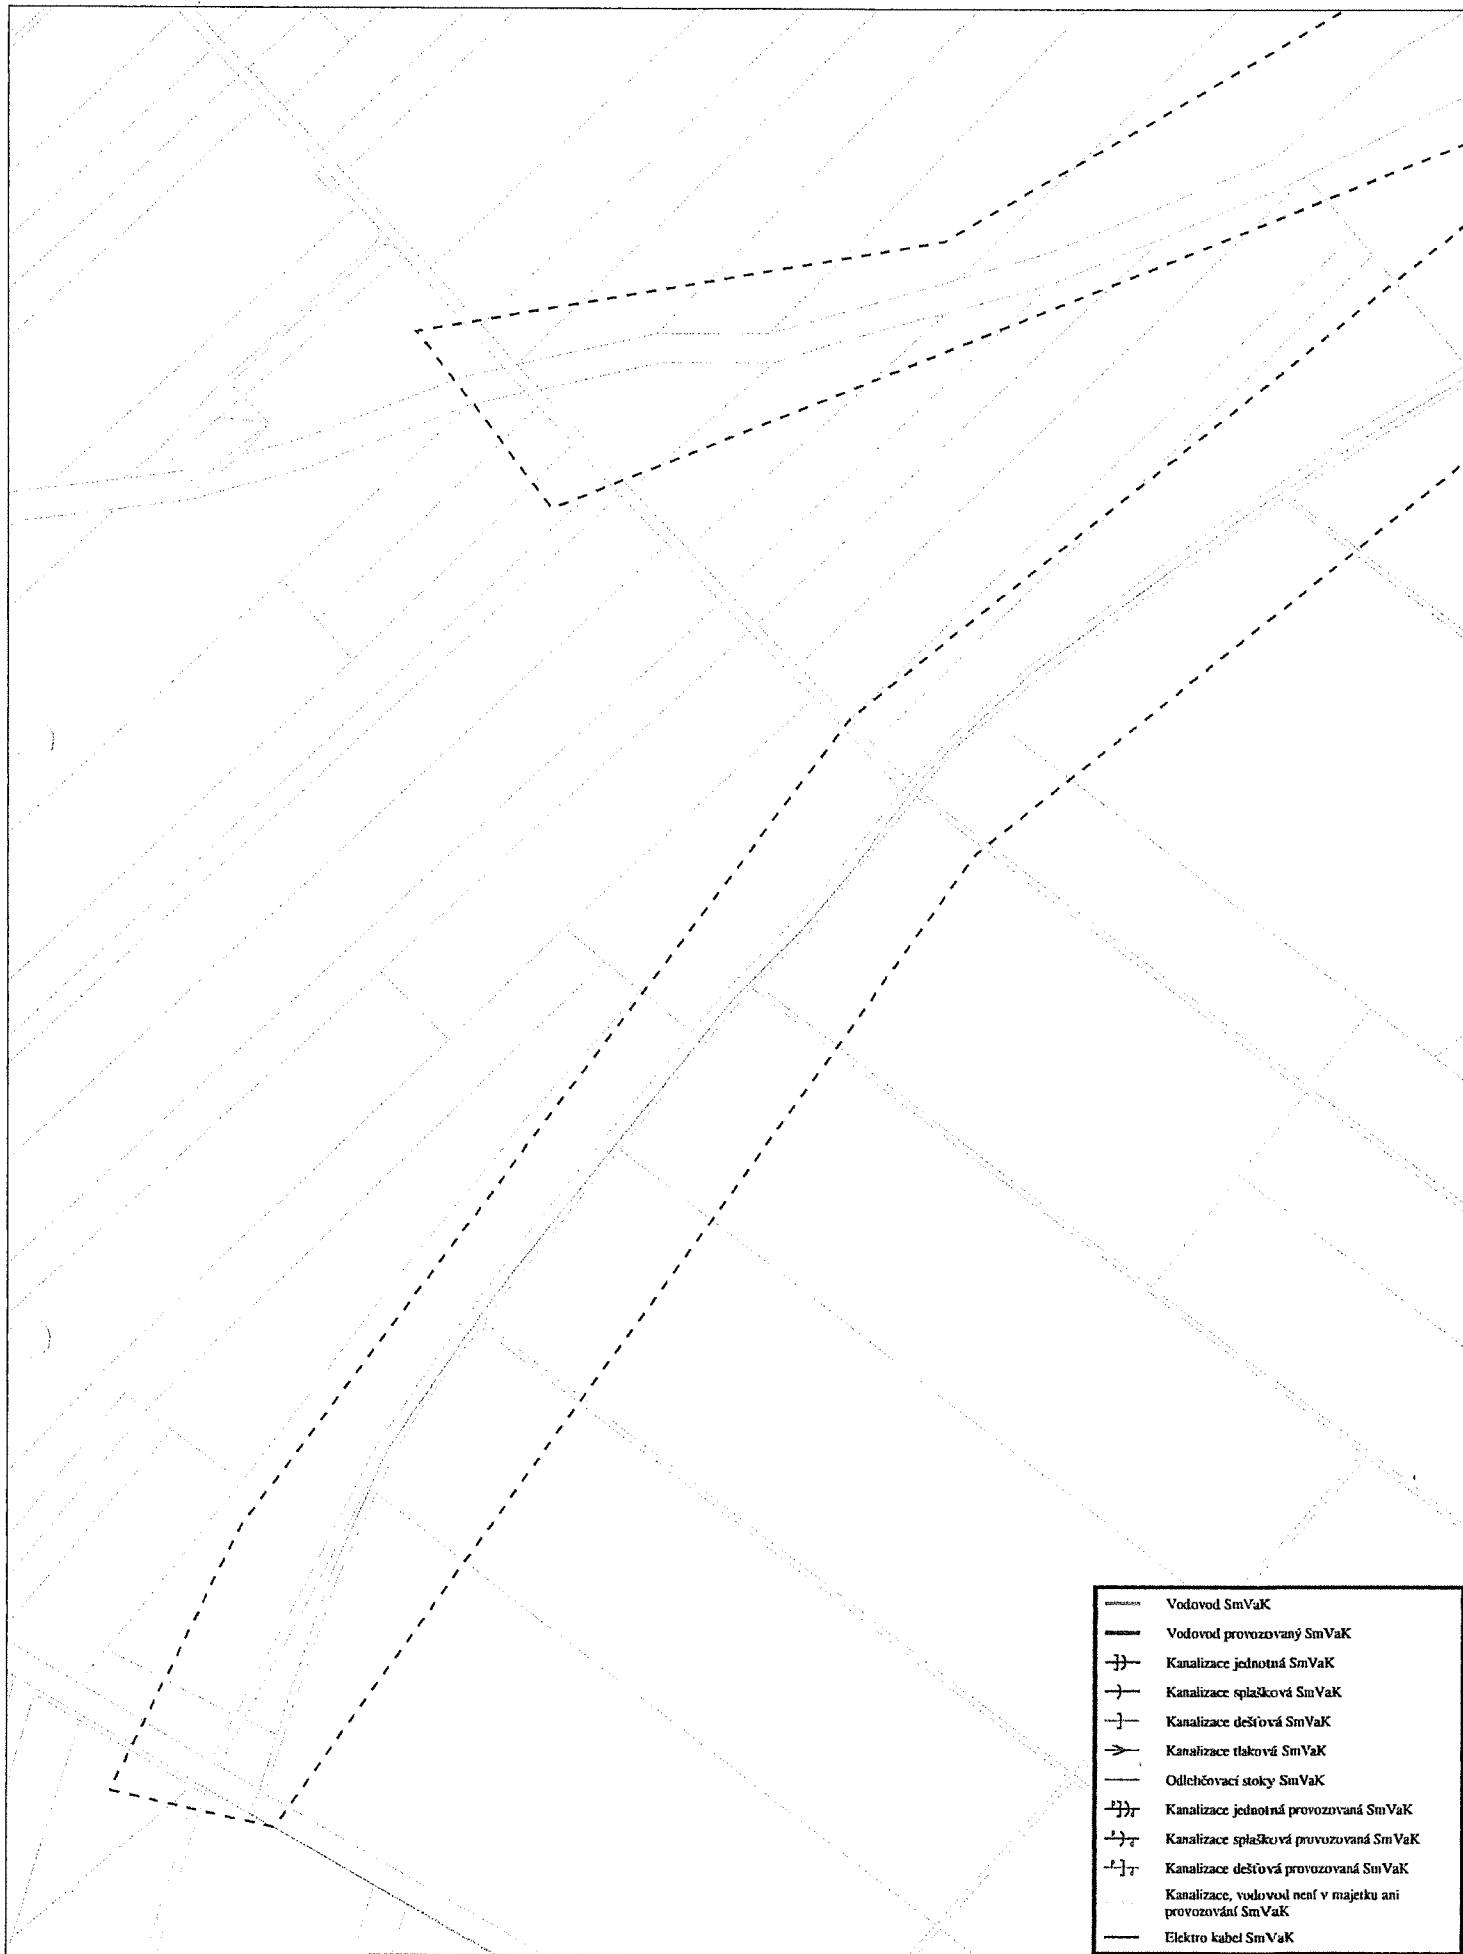 Vodovod SmVaK
Vodovod provozovaný SmVaK
Kanalizace jednotná SmVaK
Kanalizace splašková SmVaK
Kanalizace dešťová SmVaK
Kanalizace tlaková SmVaK
Odlehčovací stoky SmVaK
Kanalizace jednotná provozovaná SmVaK
Kanalizace splašková provozovaná SmVaK
Kanalizace dešťová provozovaná SmVaK
Kanalizace, vodovod není v majetku ani
provozování SmVaK
Elektro kabel SmVaK